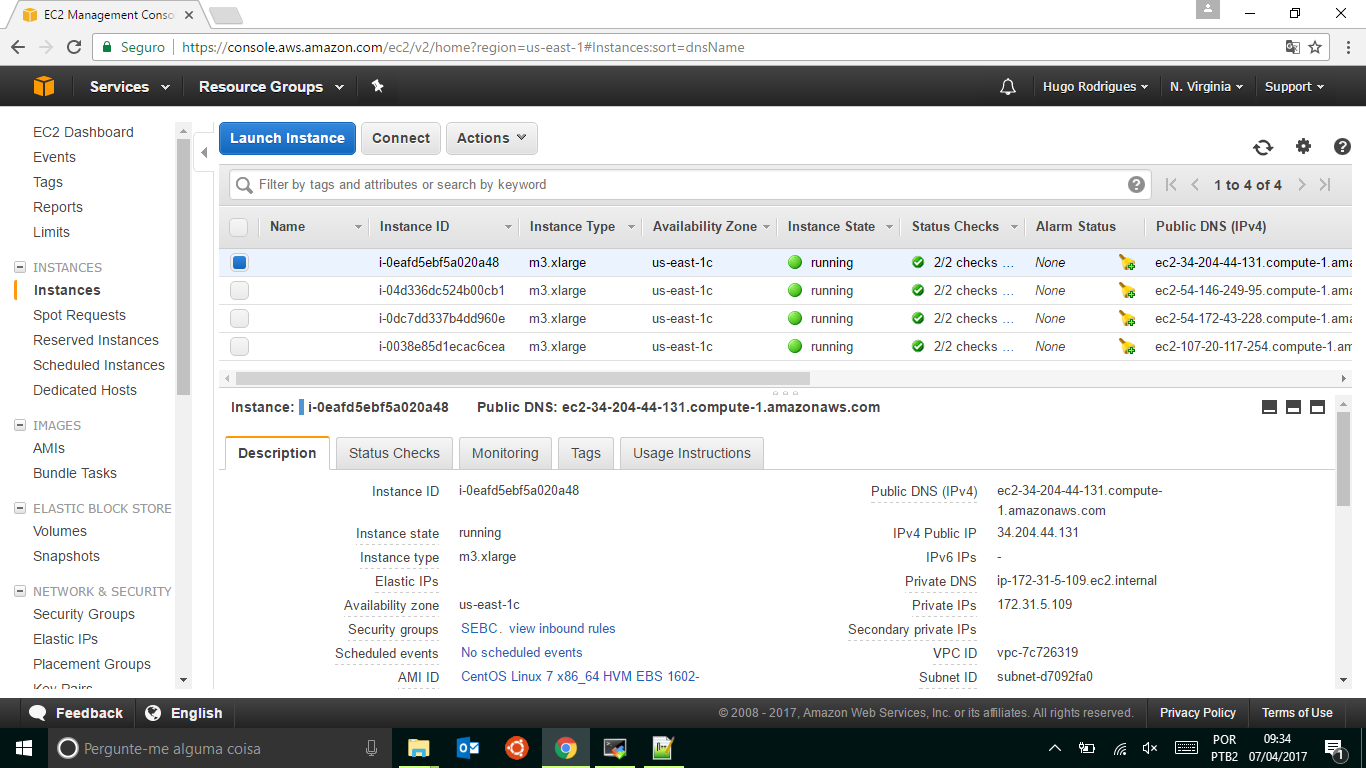 EC2 Management Conso
Seguro
https://console.aws.amazon.com/ec2/v2/home?region=us-east-1#Instances:sort=dnsName
Services
Resource Groups
Hugo Rodrigues
N. Virginia
Support
EC2 Dashboard
Events
Tags
Reports
Limits
INSTANCES
Instances
Spot Requests
Reserved Instances
Scheduled Instances
Dedicated Hosts
IMAGES
AMIs
Bundle Tasks
ELASTIC BLOCK STORE
Volumes
Snapshots
NETWORK & SECURITY
Security Groups
Elastic IPs
Placement Groups
Key Pairs
Launch Instance
Connect
Actions
Filter by tags and attributes or search by keyword
1 to 4 of 4
Name Instance ID Instance Type Availability Zone Instance State Status Checks Alarm Status Public DNS (IPv4)
i-0eafd5ebf5a020a48 m3.xlarge us-east-1c running 2/2 checks ... None ec2-34-204-44-131.compute-1.ama
i-04d336dc524b00cb1 m3.xlarge us-east-1c running 2/2 checks ... None ec2-54-146-249-95.compute-1.ama
i-0dc7dd337b4dd960e m3.xlarge us-east-1c running 2/2 checks ... None ec2-54-172-43-228.compute-1.ama
i-0038e85d1ecac6cea m3.xlarge us-east-1c running 2/2 checks ... None ec2-107-20-117-254.compute-1.am
Instance: i-0eafd5ebf5a020a48 Public DNS: ec2-34-204-44-131.compute-1.amazonaws.com
Description
Status Checks
Monitoring
Tags
Usage Instructions
Instance ID i-0eafd5ebf5a020a48
Instance state running
Instance type m3.xlarge
Elastic IPs
Availability zone us-east-1c
Security groups SEBC. view inbound rules
Scheduled events No scheduled events
AMI ID CentOS Linux 7 x86_64 HVM EBS 1602-
Public DNS (IPv4) ec2-34-204-44-131.compute-
1.amazonaws.com
IPv4 Public IP 34.204.44.131
IPv6 IPs -
Private DNS ip-172-31-5-109.ec2.internal
Private IPs 172.31.5.109
Secondary private IPs
VPC ID vpc-7c726319
Subnet ID subnet-d7092fa0
Feedback
English
© 2008 - 2017, Amazon Web Services, Inc. or its affiliates. All rights reserved.
Privacy Policy
Terms of Use
Pergunte-me alguma coisa
POR
PTB2
09:34
07/04/2017
1